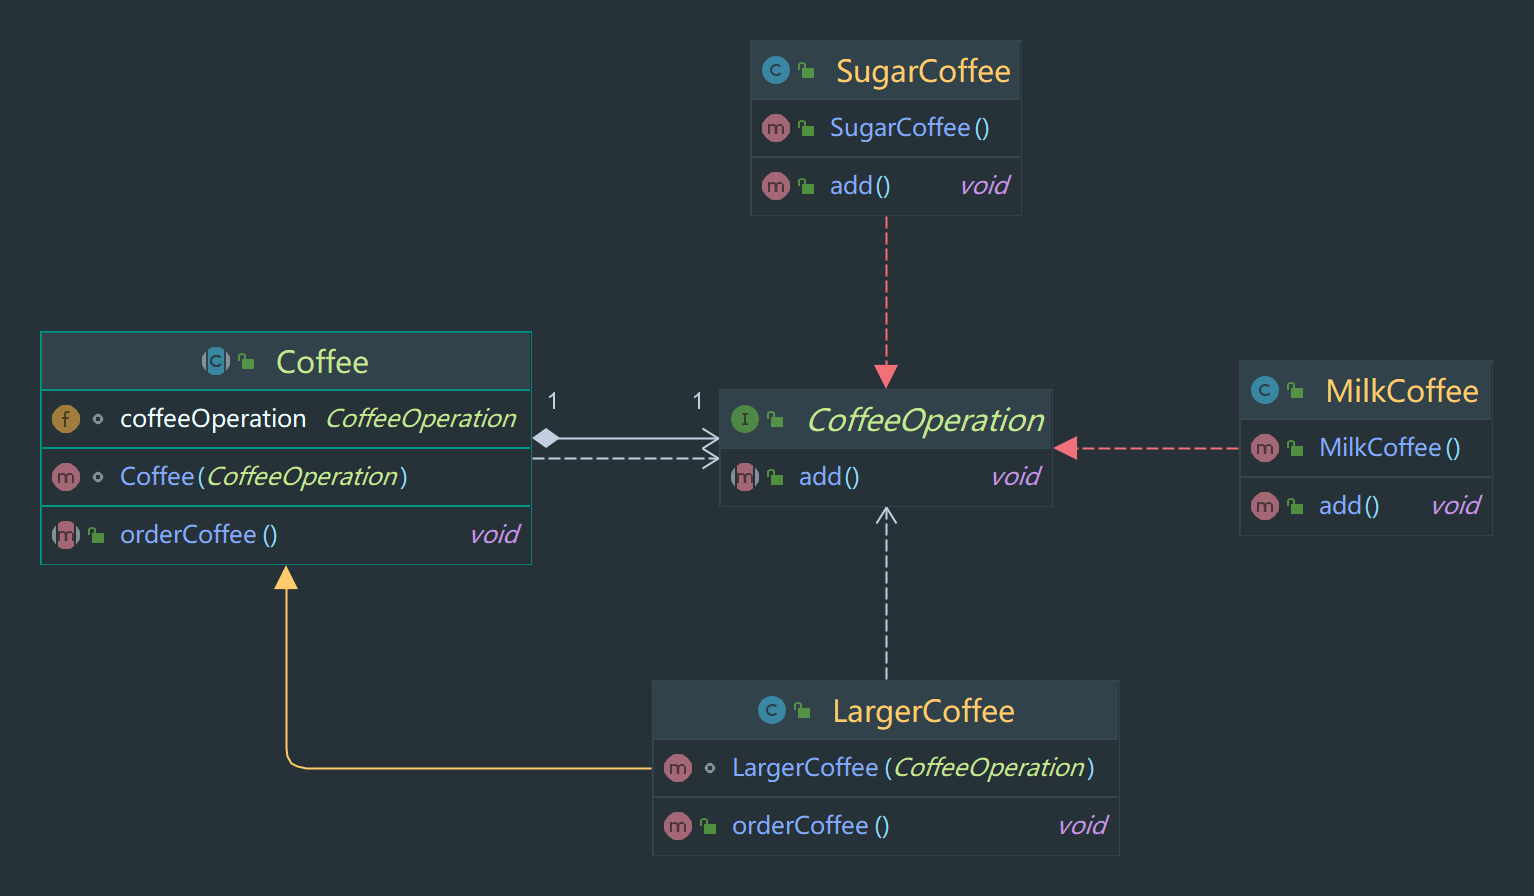 SugarCoffee
SugarCoffee()
add() void
Coffee
coffeeOperation CoffeeOperation
Coffee(CoffeeOperation)
orderCoffee() void
1 1
CoffeeOperation
add() void
MilkCoffee
MilkCoffee()
add() void
LargerCoffee
LargerCoffee(CoffeeOperation)
orderCoffee() void